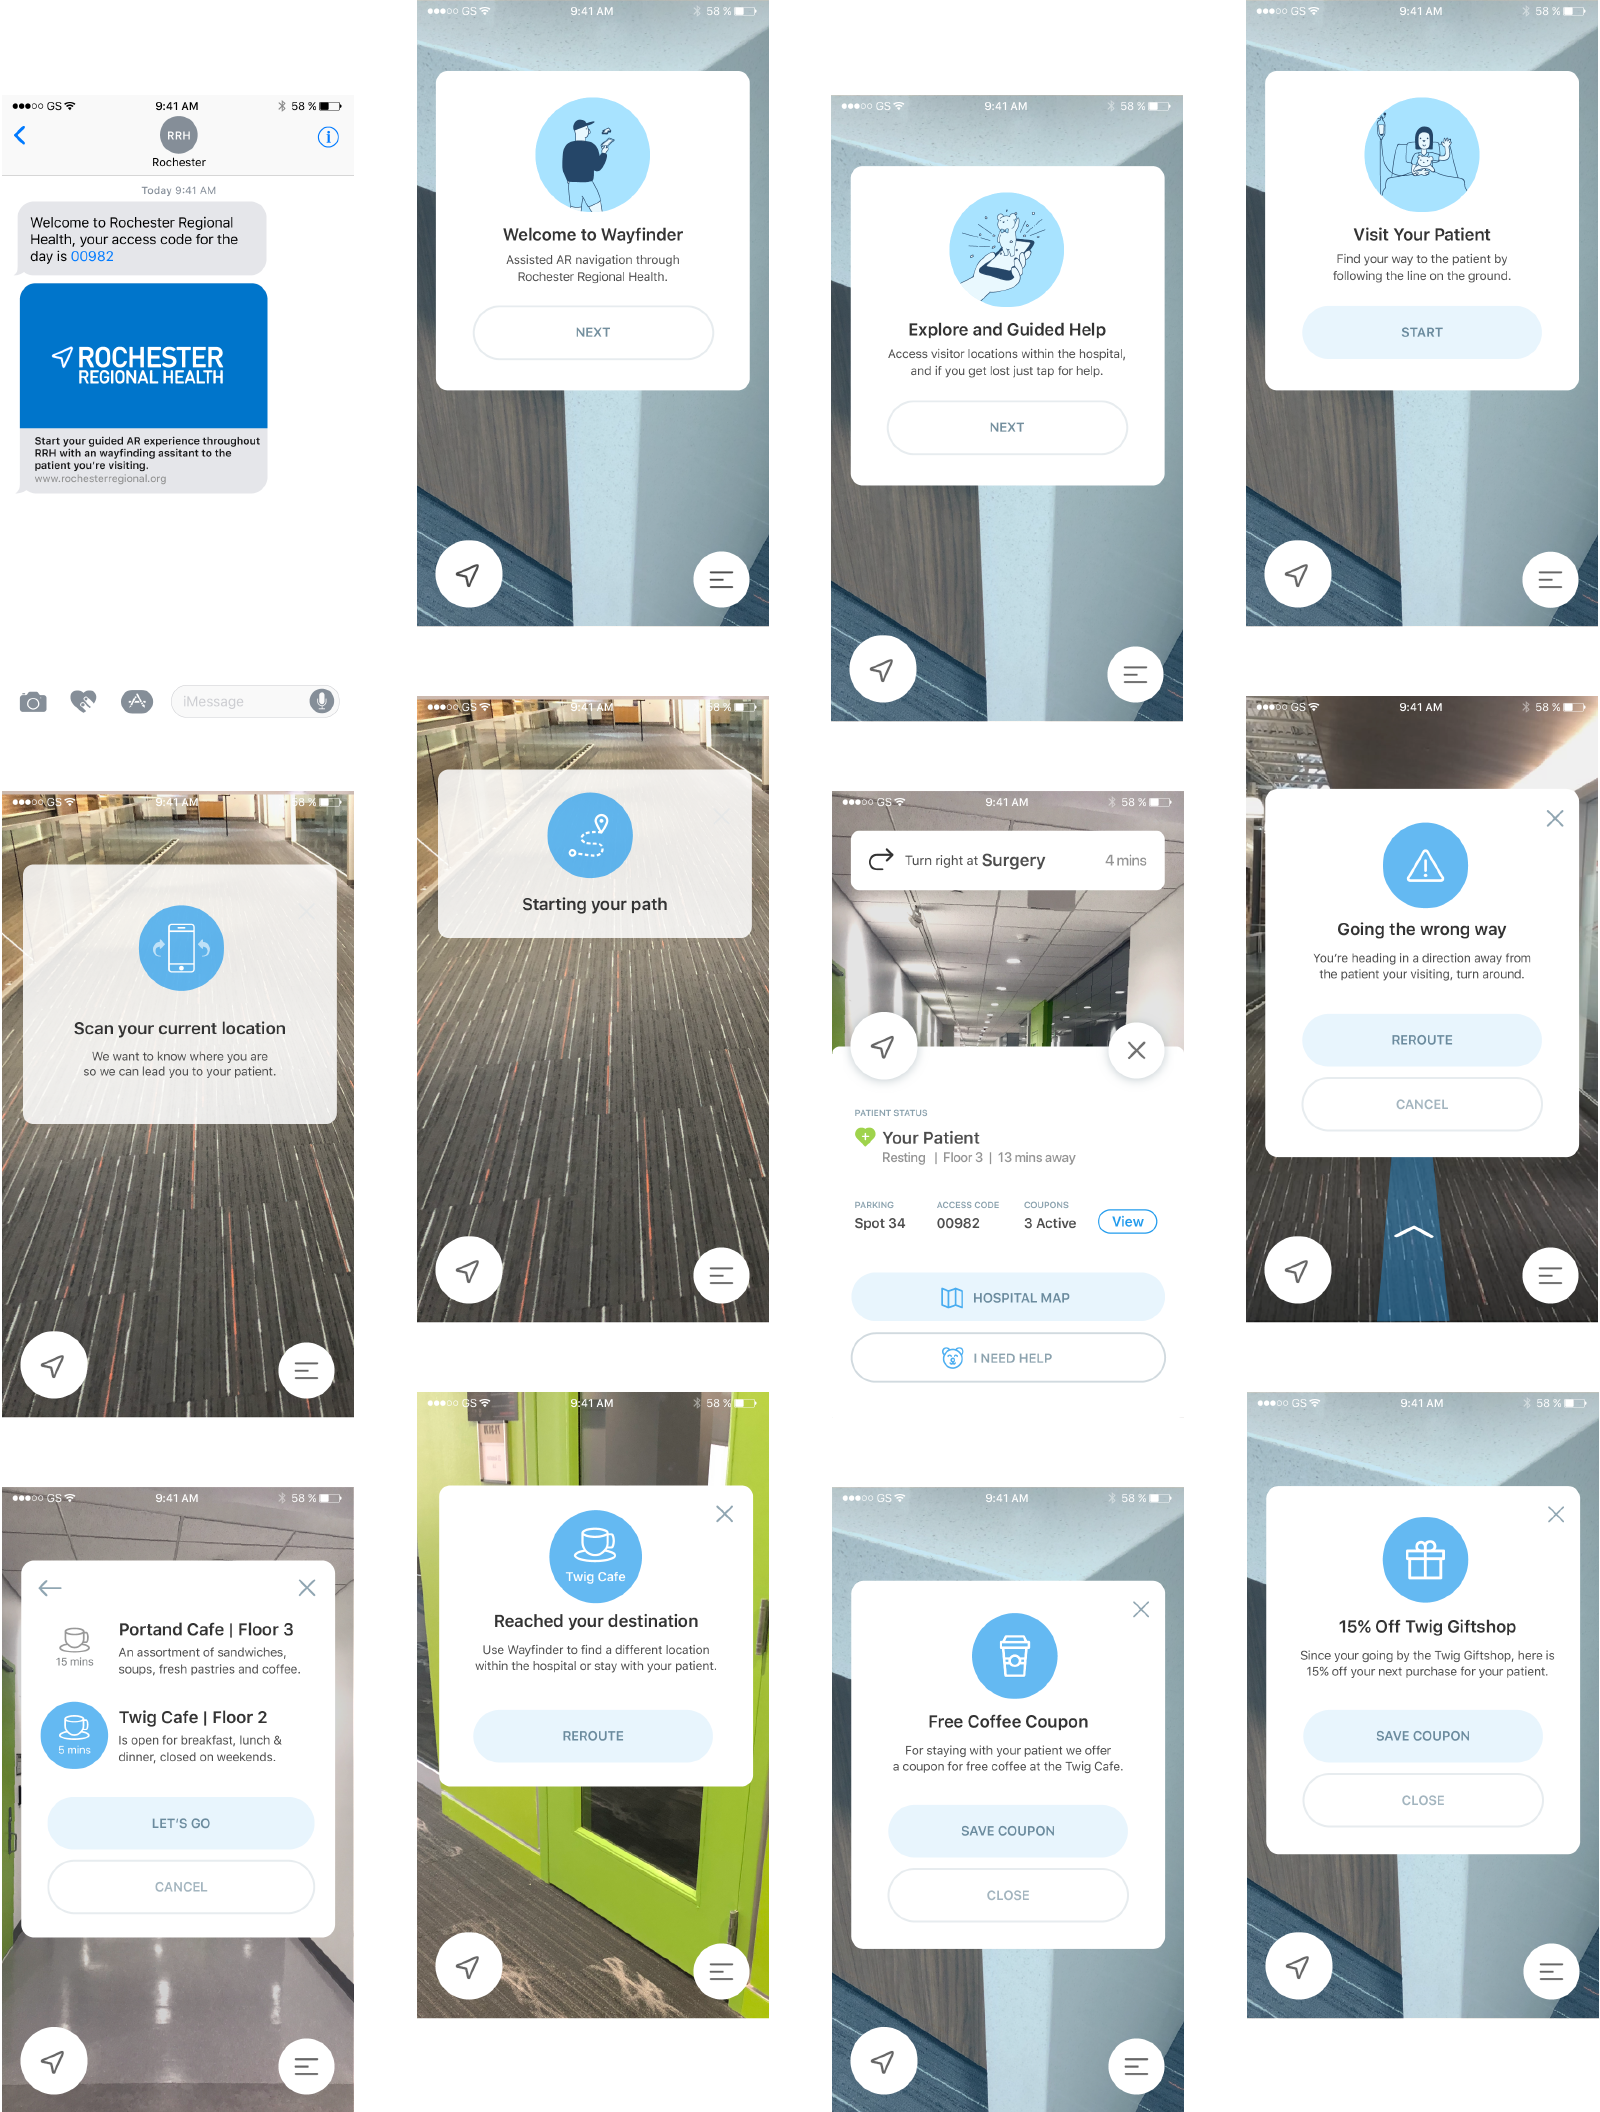 ●●●○○ GS 9:41 AM 58 %
RRH
Rochester
Today 9:41 AM
Welcome to Rochester Regional
Health, your access code for the
day is 00982
ROCHESTER
REGIONAL HEALTH
Start your guided AR experience throughout
RRH with an wayfinding assitant to the
patient you're visiting.
www.rochesterregional.org
iMessage
●●●○○ GS 9:41 AM 58 %
Welcome to Wayfinder
Assisted AR navigation through
Rochester Regional Health.
NEXT
●●●○○ GS 9:41 AM 58 %
Explore and Guided Help
Access visitor locations within the hospital,
and if you get lost just tap for help.
NEXT
●●●○○ GS 9:41 AM 58 %
Visit Your Patient
Find your way to the patient by
following the line on the ground.
START
●●●○○ GS 9:41 AM 58 %
Scan your current location
We want to know where you are
so we can lead you to your patient.
●●●○○ GS 9:41 AM 58 %
Starting your path
●●●○○ GS 9:41 AM 58 %
Turn right at Surgery 4 mins
PATIENT STATUS
Your Patient
Resting | Floor 3 | 13 mins away
PARKING ACCESS CODE COUPONS
Spot 34 00982 3 Active View
HOSPITAL MAP
I NEED HELP
●●●○○ GS 9:41 AM 58 %
Going the wrong way
You're heading in a direction away from
the patient your visiting, turn around.
REROUTE
CANCEL
●●●○○ GS 9:41 AM 58 %
Portand Cafe | Floor 3
15 mins
An assortment of sandwiches,
soups, fresh pastries and coffee.
Twig Cafe | Floor 2
5 mins
Is open for breakfast, lunch &
dinner, closed on weekends.
LET'S GO
CANCEL
●●●○○ GS 9:41 AM 58 %
Twig Cafe
Reached your destination
Use Wayfinder to find a different location
within the hospital or stay with your patient.
REROUTE
●●●○○ GS 9:41 AM 58 %
Free Coffee Coupon
For staying with your patient we offer
a coupon for free coffee at the Twig Cafe.
SAVE COUPON
CLOSE
●●●○○ GS 9:41 AM 58 %
15% Off Twig Giftshop
Since your going by the Twig Giftshop, here is
15% off your next purchase for your patient.
SAVE COUPON
CLOSE